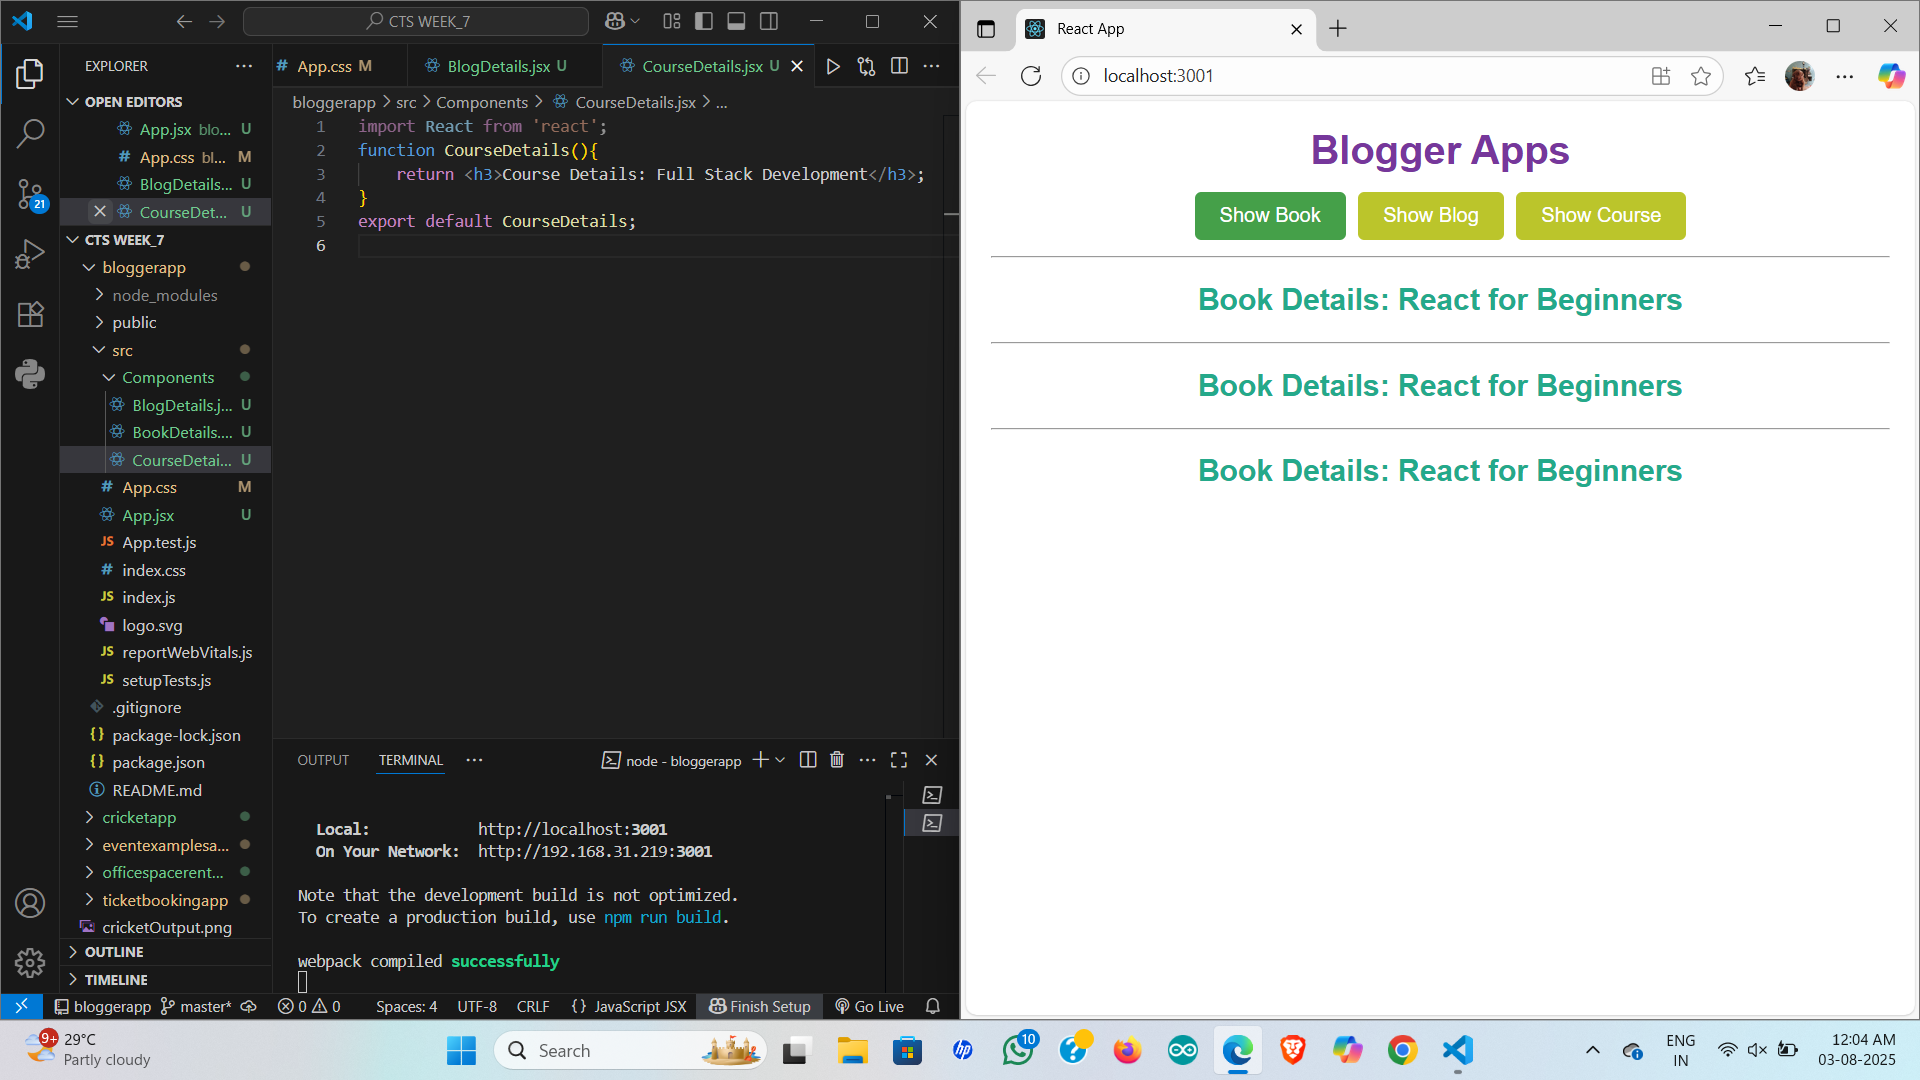 CTS WEEK_7
EXPLORER
OPEN EDITORS
App.jsx blo... U
App.css bl... M
BlogDetails... U
CourseDet... U
CTS WEEK_7
bloggerapp
node_modules
public
src
Components
BlogDetails.j... U
BookDetails.... U
CourseDetai... U
App.css M
App.jsx U
App.test.js
index.css
index.js
logo.svg
reportWebVitals.js
setupTests.js
.gitignore
package-lock.json
package.json
README.md
cricketapp
eventexamplesa...
officespacerent...
ticketbookingapp
cricketOutput.png
OUTLINE
TIMELINE
21
App.css M
BlogDetails.jsx U
CourseDetails.jsx U
bloggerapp > src > Components > CourseDetails.jsx > ...
1 import React from 'react';
2 function CourseDetails(){
3 return <h3>Course Details: Full Stack Development</h3>;
4 }
5 export default CourseDetails;
6
OUTPUT TERMINAL ... node - bloggerapp
Local: http://localhost:3001
On Your Network: http://192.168.31.219:3001
Note that the development build is not optimized.
To create a production build, use npm run build.
webpack compiled successfully
bloggerapp master* 0 0 Spaces: 4 UTF-8 CRLF {} JavaScript JSX Finish Setup Go Live
React App
localhost:3001
Blogger Apps
Show Book Show Blog Show Course
Book Details: React for Beginners
Book Details: React for Beginners
Book Details: React for Beginners
9+
29°C
Partly cloudy
Search
hp
10
ENG
IN
12:04 AM
03-08-2025